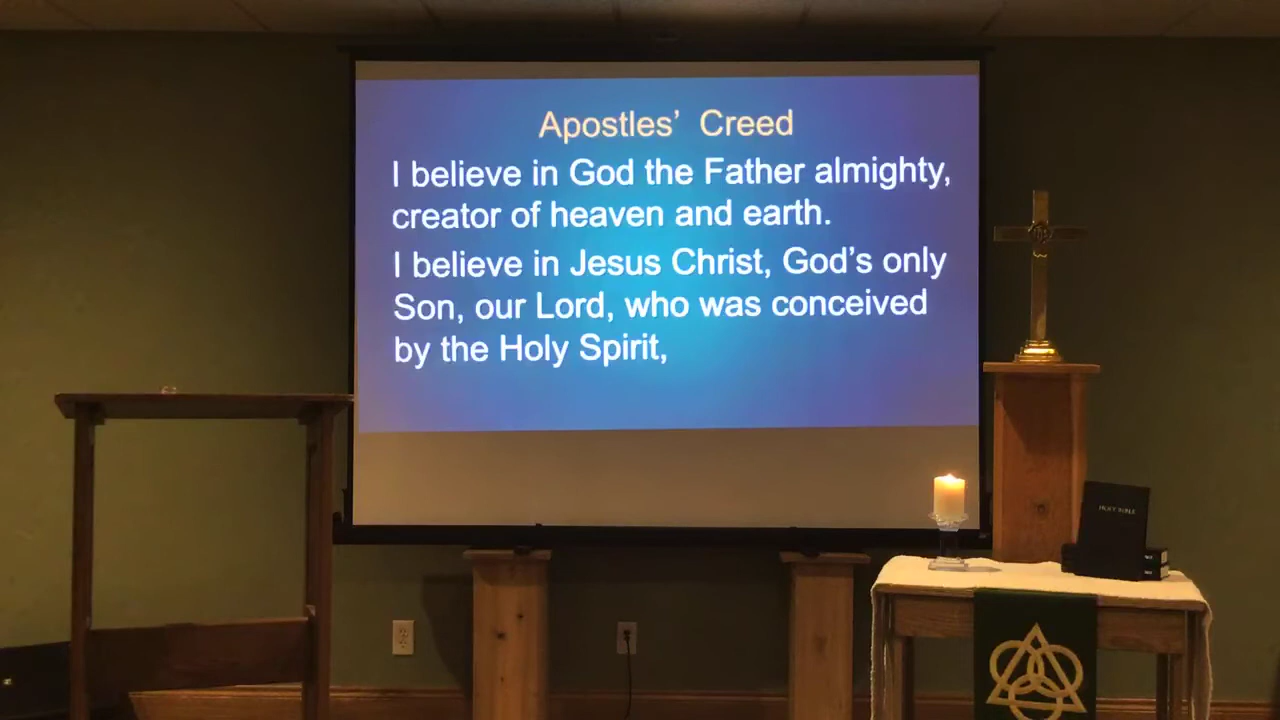 Apostles’ Creed
I believe in God the Father almighty,
creator of heaven and earth.
I believe in Jesus Christ, God’s only
Son, our Lord, who was conceived
by the Holy Spirit,
HOLY BIBLE